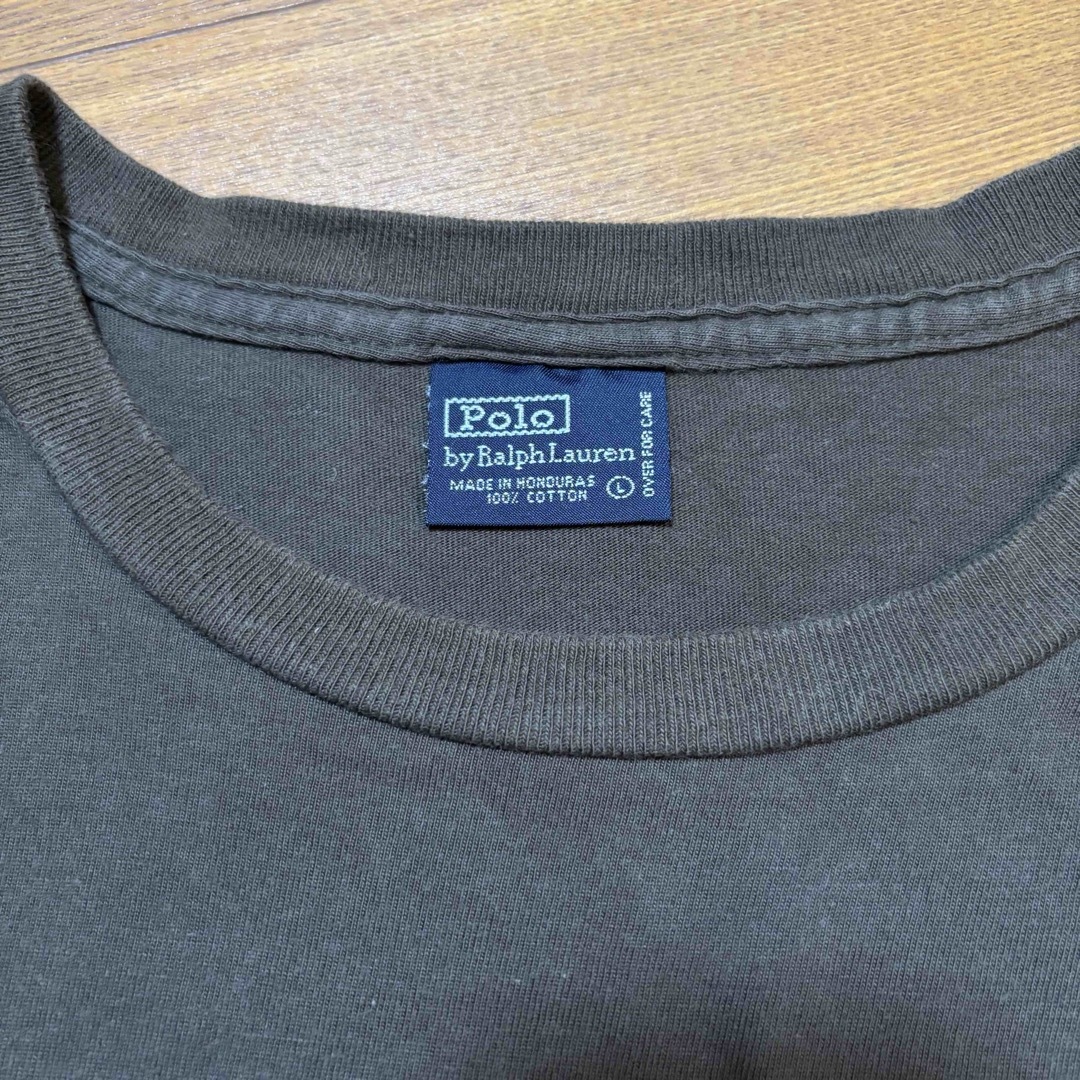 Polo
by Ralph Lauren
MADE IN HONDURAS
100% COTTON
L
OVER FOR CARE